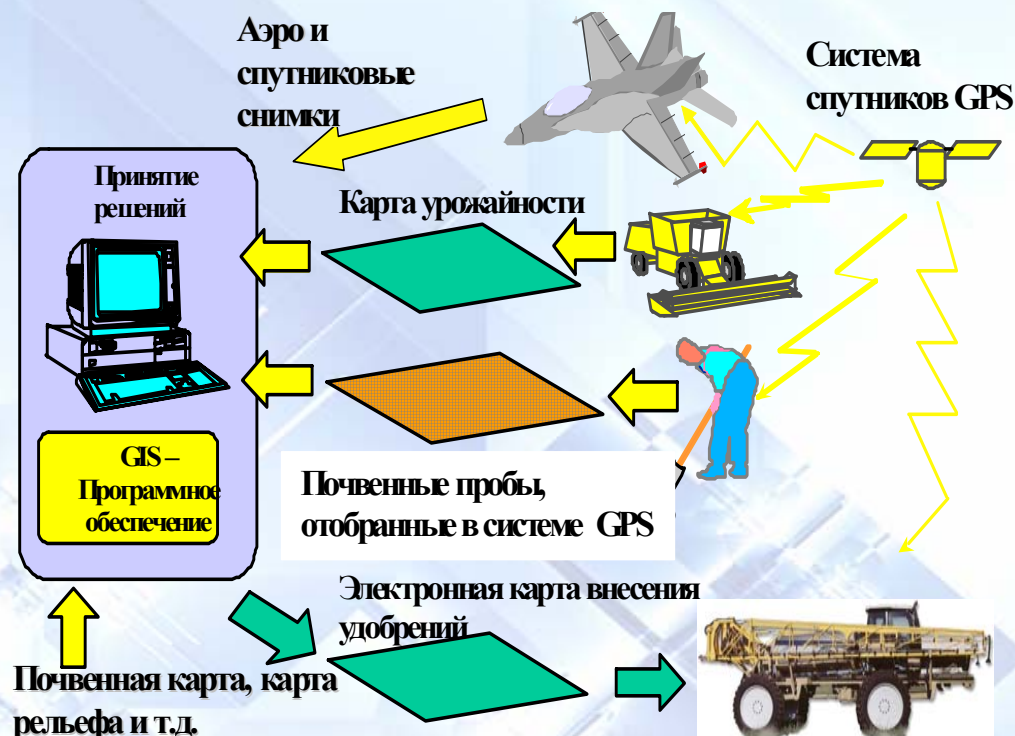 Аэро и
спутниковые
снимки
Система
спутников GPS
Принятие
решений
Карта урожайности
GIS –
Программное
обеспечение
Почвенные пробы,
отобранные в системе GPS
Электронная карта внесения
удобрений
Почвенная карта, карта
рельефа и т.д.